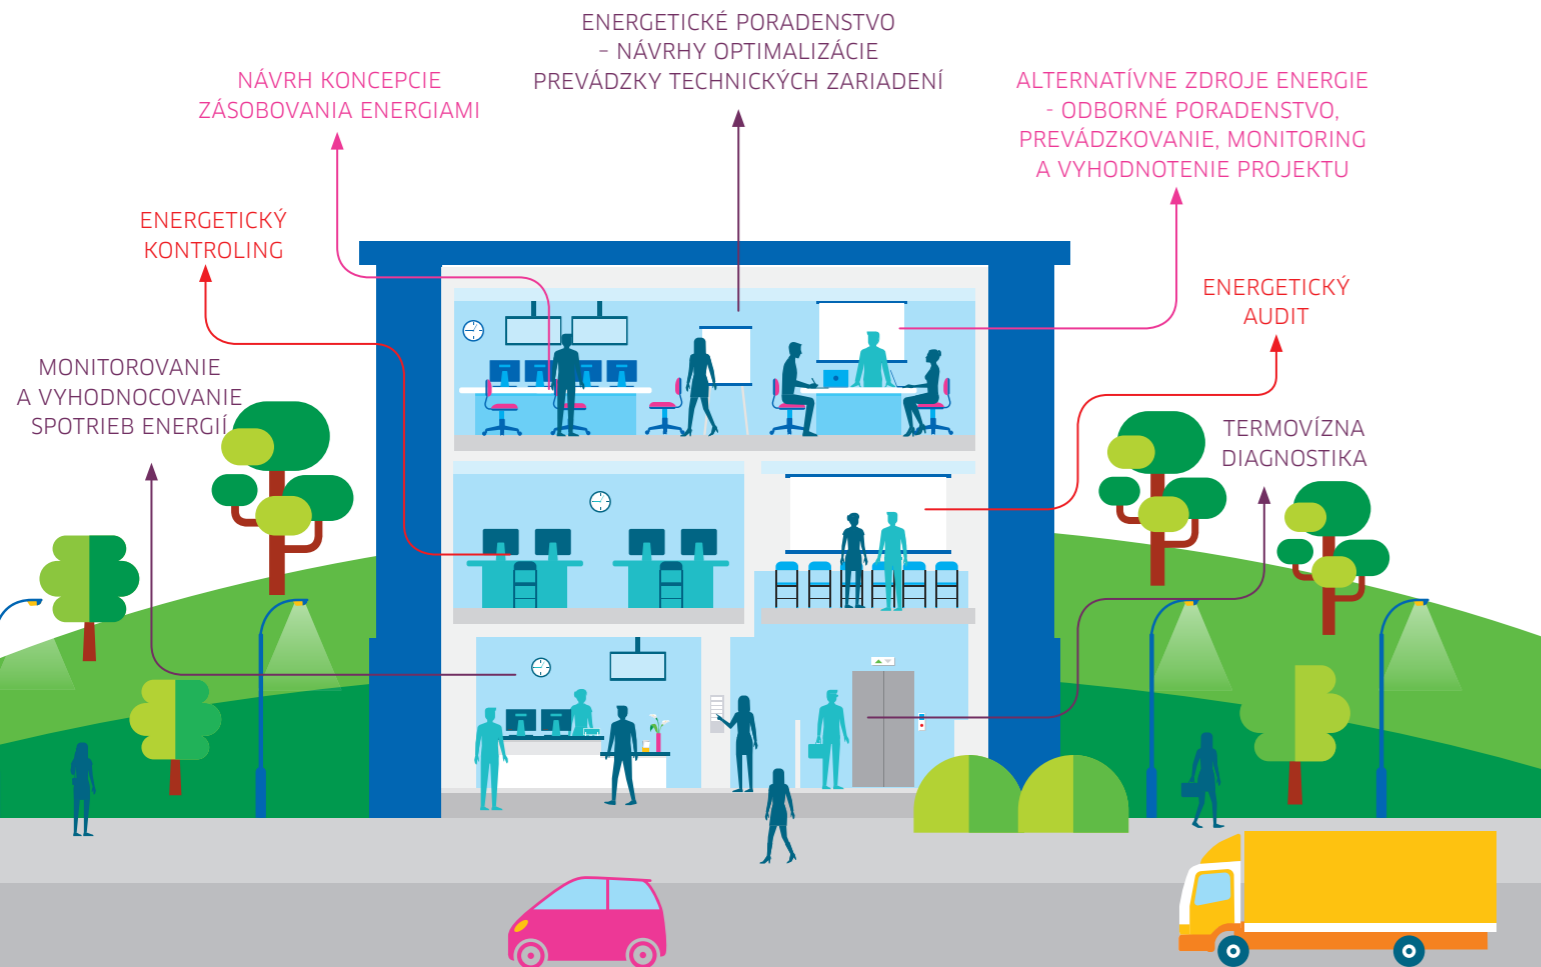 ENERGETICKÉ PORADENSTVO
– NÁVRHY OPTIMALIZÁCIE
PREVÁDZKY TECHNICKÝCH ZARIADENÍ
NÁVRH KONCEPCIE
ZÁSOBOVANIA ENERGIAMI
ALTERNATÍVNE ZDROJE ENERGIE
- ODBORNÉ PORADENSTVO,
PREVÁDZKOVANIE, MONITORING
A VYHODNOTENIE PROJEKTU
ENERGETICKÝ
KONTROLING
ENERGETICKÝ
AUDIT
MONITOROVANIE
A VYHODNOCOVANIE
SPOTRIEB ENERGIÍ
TERMOVÍZNA
DIAGNOSTIKA